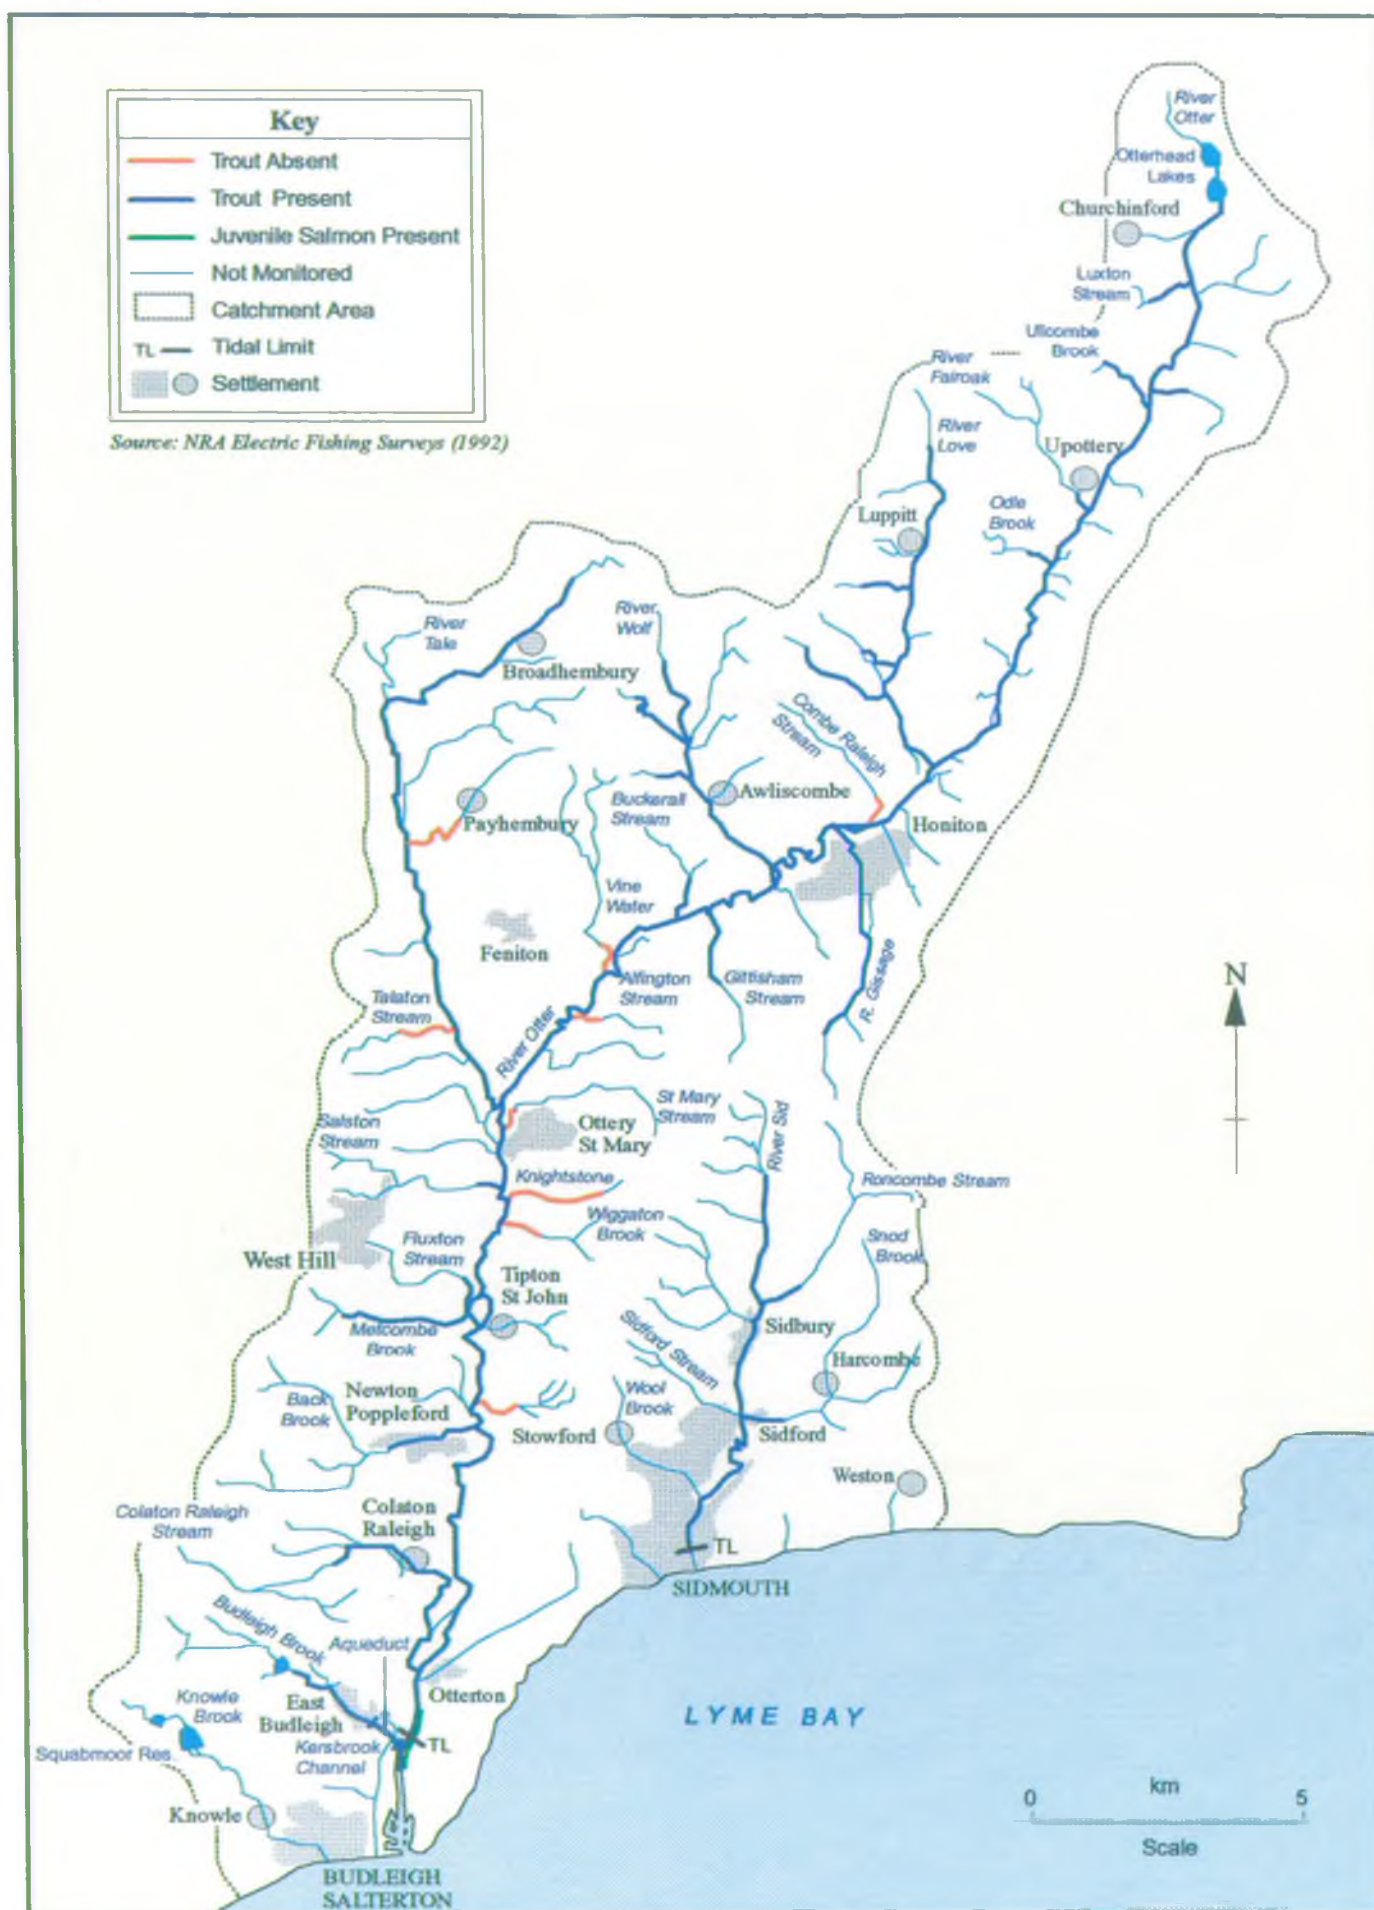 Key
Trout Absent
Trout Present
Juvenile Salmon Present
Not Monitored
Catchment Area
TL Tidal Limit
Settlement
Source: NRA Electric Fishing Surveys (1992)
River
Otter
Otterhead
Lakes
Churchinford
Luxton
Stream
Ullcombe
Brook
River
Fairoak
River
Love
Upottery
Luppitt
Odle
Brook
River
Tale
Broadhembury
River
Wolf
Combe Raleigh
Stream
Awliscombe
Buckerall
Stream
Payhembury
Honiton
Vine
Water
Feniton
Alfington
Stream
Gittisham
Stream
R. Gissage
Talaton
Stream
River Otter
N
St Mary
Stream
River Sid
Salston
Stream
Ottery
St Mary
Knightstone
Roncombe Stream
Wiggaton
Brook
Snod
Brook
Fluxton
Stream
West Hill
Tipton
St John
Metcombe
Brook
Sidford Stream
Sidbury
Harcombe
Wool
Brook
Back
Brook
Newton
Poppleford
Stowford
Sidford
Weston
Colaton Raleigh
Stream
Colaton
Raleigh
TL
SIDMOUTH
Budleigh Brook
Aqueduct
Otterton
East
Budleigh
Knowle
Brook
Kersbrook
Channel
TL
Squabmoor Res.
LYME BAY
Knowle
km
0 5
Scale
BUDLEIGH
SALTERTON